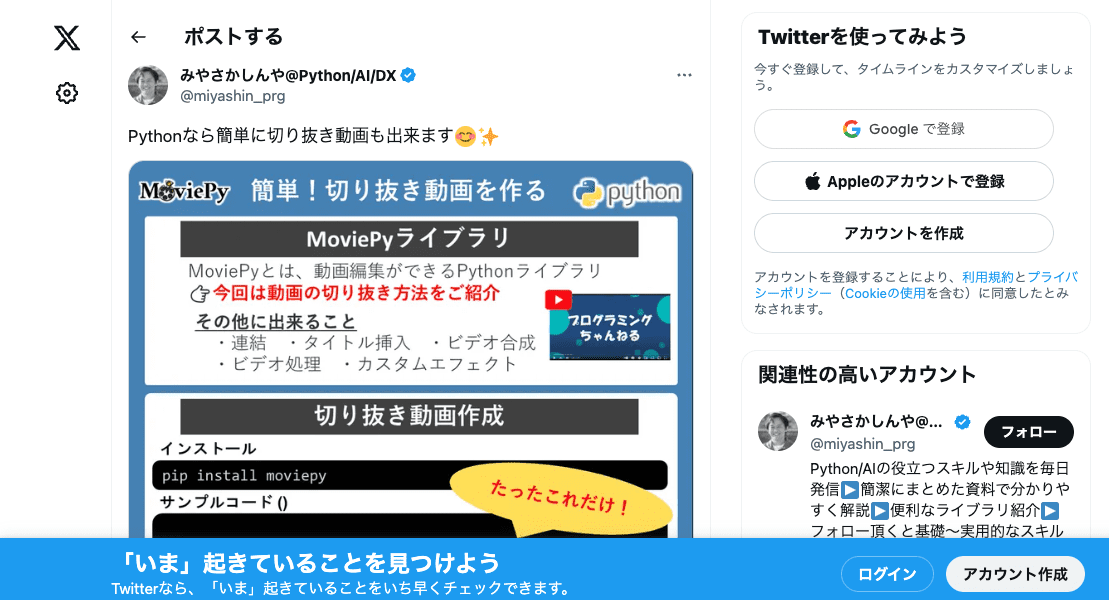 ポストする
みやさかしんや@Python/AI/DX
@miyashin_prg
Pythonなら簡単に切り抜き動画も出来ます😊✨
MoviePy 簡単！切り抜き動画を作る python
MoviePyライブラリ
MoviePyとは、動画編集ができるPythonライブラリ
👉今回は動画の切り抜き方法をご紹介
その他に出来ること
・連結 ・タイトル挿入 ・ビデオ合成
・ビデオ処理 ・カスタムエフェクト
プログラミング
ちゃんねる
切り抜き動画作成
インストール
pip install moviepy
サンプルコード()
たったこれだけ！
Twitterを使ってみよう
今すぐ登録して、タイムラインをカスタマイズしましょ
う。
Google で登録
Appleのアカウントで登録
アカウントを作成
アカウントを登録することにより、利用規約とプライバ
シーポリシー（Cookieの使用を含む）に同意したとみ
なされます。
関連性の高いアカウント
みやさかしんや@...
@miyashin_prg
フォロー
Python/AIの役立つスキルや知識を毎日
発信▶️簡潔にまとめた資料で分かりや
すく解説▶️便利なライブラリ紹介▶️
フォロー頂くと基礎〜実用的なスキル
「いま」起きていることを見つけよう
Twitterなら、「いま」起きていることをいち早くチェックできます。
ログイン
アカウント作成